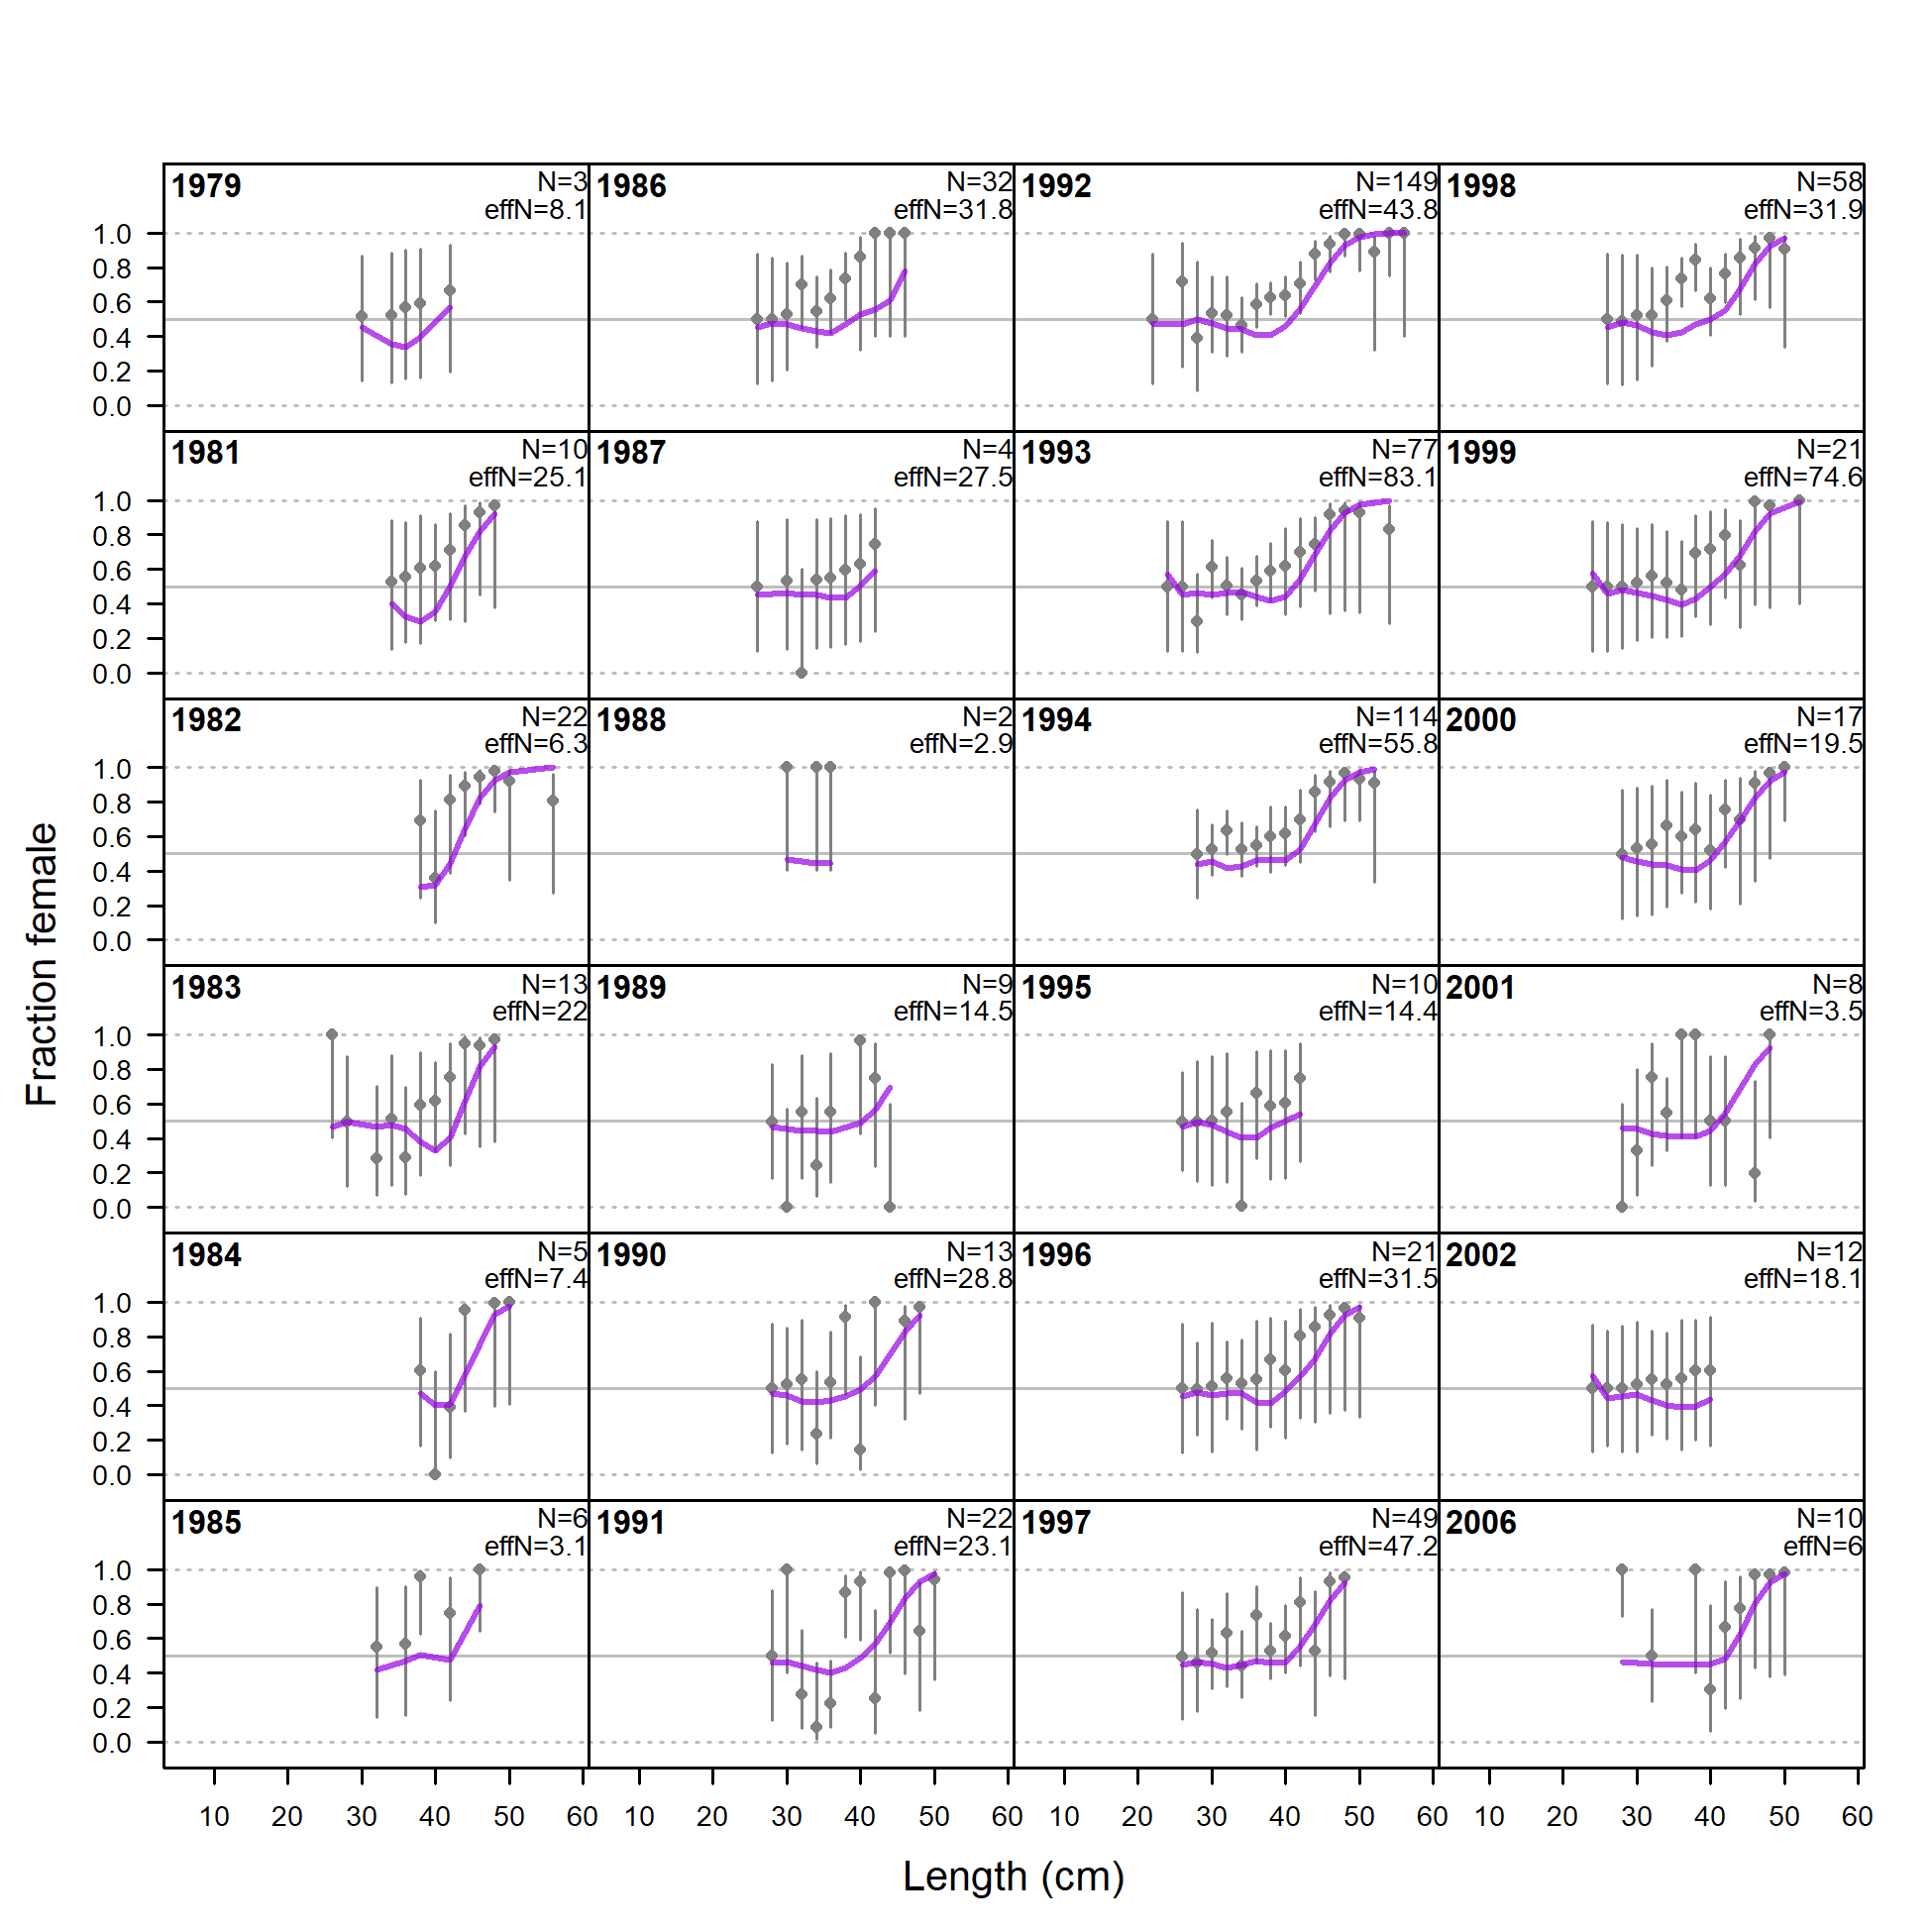 1979 N=3 1986 N=32 1992 N=149 1998 N=58
effN=8.1 effN=31.8 effN=43.8 effN=31.9
1.0
0.8
0.6
0.4
0.2
0.0
1981 N=10 1987 N=4 1993 N=77 1999 N=21
effN=25.1 effN=27.5 effN=83.1 effN=74.6
1.0
0.8
0.6
0.4
0.2
0.0
1982 N=22 1988 N=2 1994 N=114 2000 N=17
effN=6.3 effN=2.9 effN=55.8 effN=19.5
1.0
0.8
0.6
0.4
0.2
0.0
Fraction female
1983 N=13 1989 N=9 1995 N=10 2001 N=8
effN=22 effN=14.5 effN=14.4 effN=3.5
1.0
0.8
0.6
0.4
0.2
0.0
1984 N=5 1990 N=13 1996 N=21 2002 N=12
effN=7.4 effN=28.8 effN=31.5 effN=18.1
1.0
0.8
0.6
0.4
0.2
0.0
1985 N=6 1991 N=22 1997 N=49 2006 N=10
effN=3.1 effN=23.1 effN=47.2 effN=6
1.0
0.8
0.6
0.4
0.2
0.0
10 20 30 40 50 60 10 20 30 40 50 60 10 20 30 40 50 60 10 20 30 40 50 60
Length (cm)